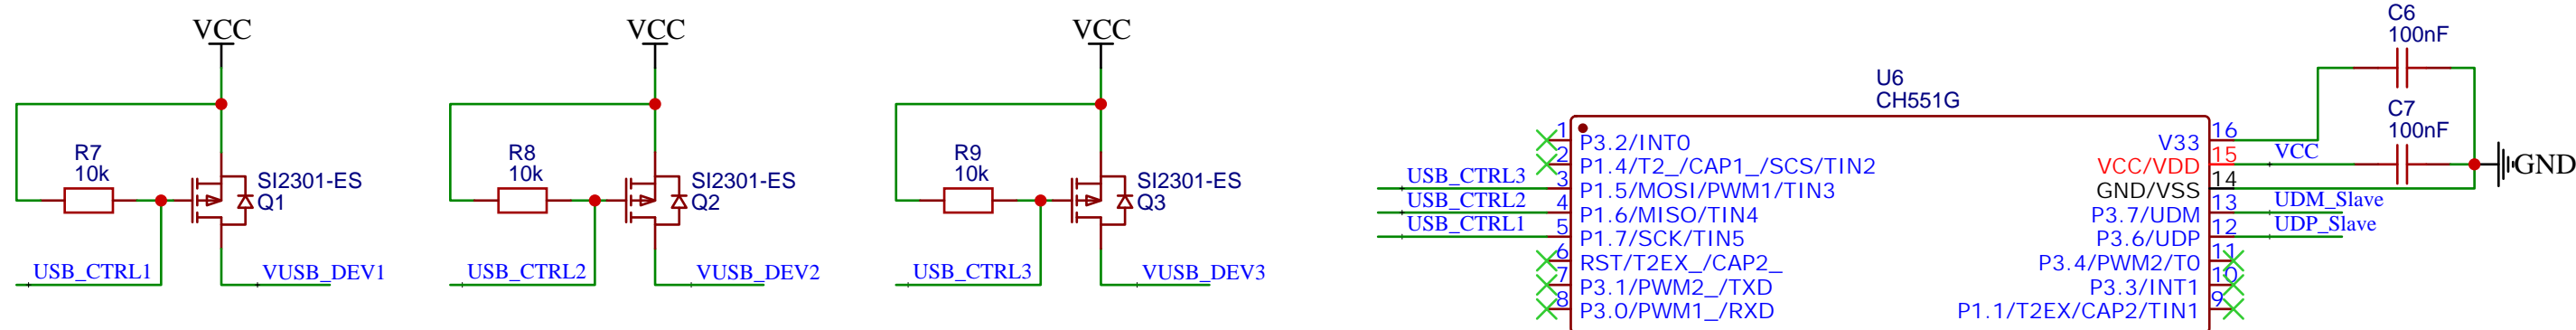 VCC
R7
10k
SI2301-ES
Q1
USB_CTRL1
VUSB_DEV1
VCC
R8
10k
SI2301-ES
Q2
USB_CTRL2
VUSB_DEV2
VCC
R9
10k
SI2301-ES
Q3
USB_CTRL3
VUSB_DEV3
U6
CH551G
USB_CTRL3
USB_CTRL2
USB_CTRL1
1 P3.2/INT0
2 P1.4/T2_/CAP1_/SCS/TIN2
3 P1.5/MOSI/PWM1/TIN3
4 P1.6/MISO/TIN4
5 P1.7/SCK/TIN5
6 RST/T2EX_/CAP2_
7 P3.1/PWM2_/TXD
8 P3.0/PWM1_/RXD
V33 16
VCC/VDD 15
GND/VSS 14
P3.7/UDM 13
P3.6/UDP 12
P3.4/PWM2/T0 11
P3.3/INT1 10
P1.1/T2EX/CAP2/TIN1 9
C6
100nF
C7
100nF
VCC
GND
UDM_Slave
UDP_Slave